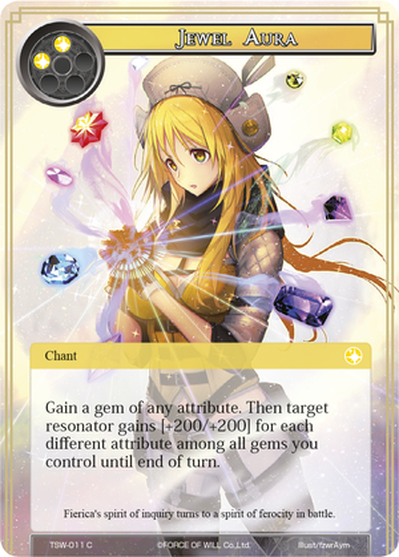 Jewel Aura
Chant
Gain a gem of any attribute. Then target
resonator gains [+200/+200] for each
different attribute among all gems you
control until end of turn.
Fierica's spirit of inquiry turns to a spirit of ferocity in battle.
TSW-011 C ©FORCE OF WILL Co.,Ltd. Illust/fzwrAym